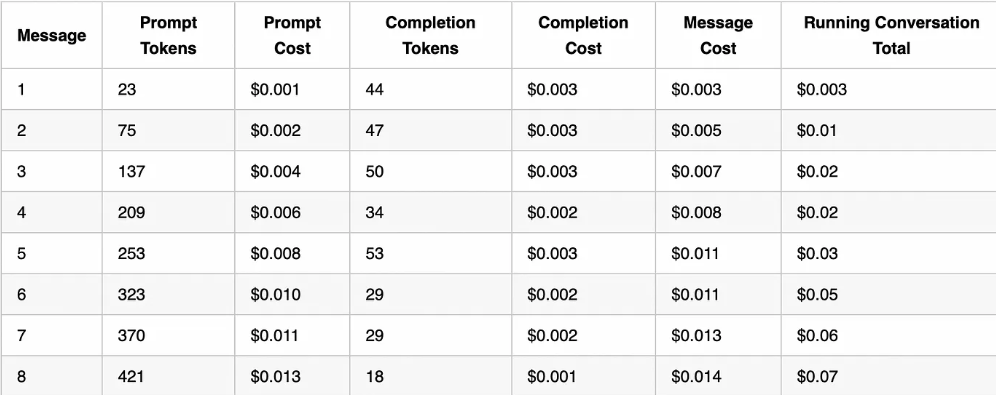 Message Prompt Tokens Prompt Cost Completion Tokens Completion Cost Message Cost Running Conversation Total
1 23 $0.001 44 $0.003 $0.003 $0.003
2 75 $0.002 47 $0.003 $0.005 $0.01
3 137 $0.004 50 $0.003 $0.007 $0.02
4 209 $0.006 34 $0.002 $0.008 $0.02
5 253 $0.008 53 $0.003 $0.011 $0.03
6 323 $0.010 29 $0.002 $0.011 $0.05
7 370 $0.011 29 $0.002 $0.013 $0.06
8 421 $0.013 18 $0.001 $0.014 $0.07